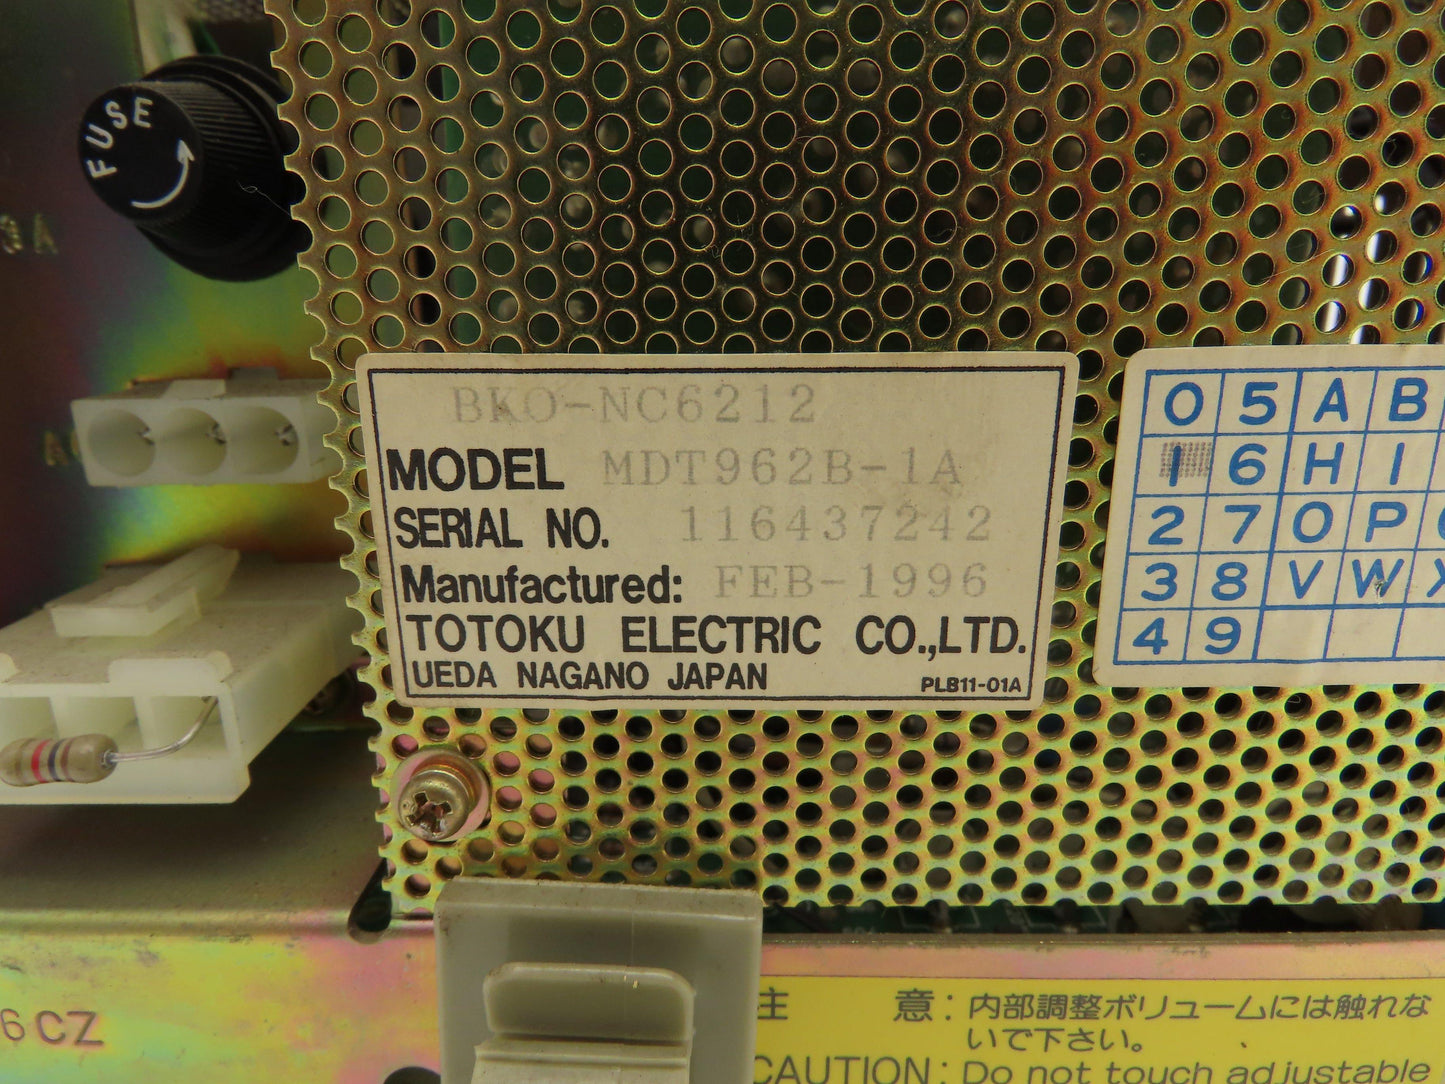 FUSE
3A
BKO-NC6212
MODEL MDT962B-1A
SERIAL NO. 116437242
Manufactured: FEB-1996
TOTOKU ELECTRIC CO.,LTD.
UEDA NAGANO JAPAN PLB11-01A
0 5 A B
1 6 H I
2 7 O P
3 8 V W X
4 9
6CZ
注 意: 内部調整ボリュームには触れな
いで下さい。
CAUTION: Do not touch adjustable